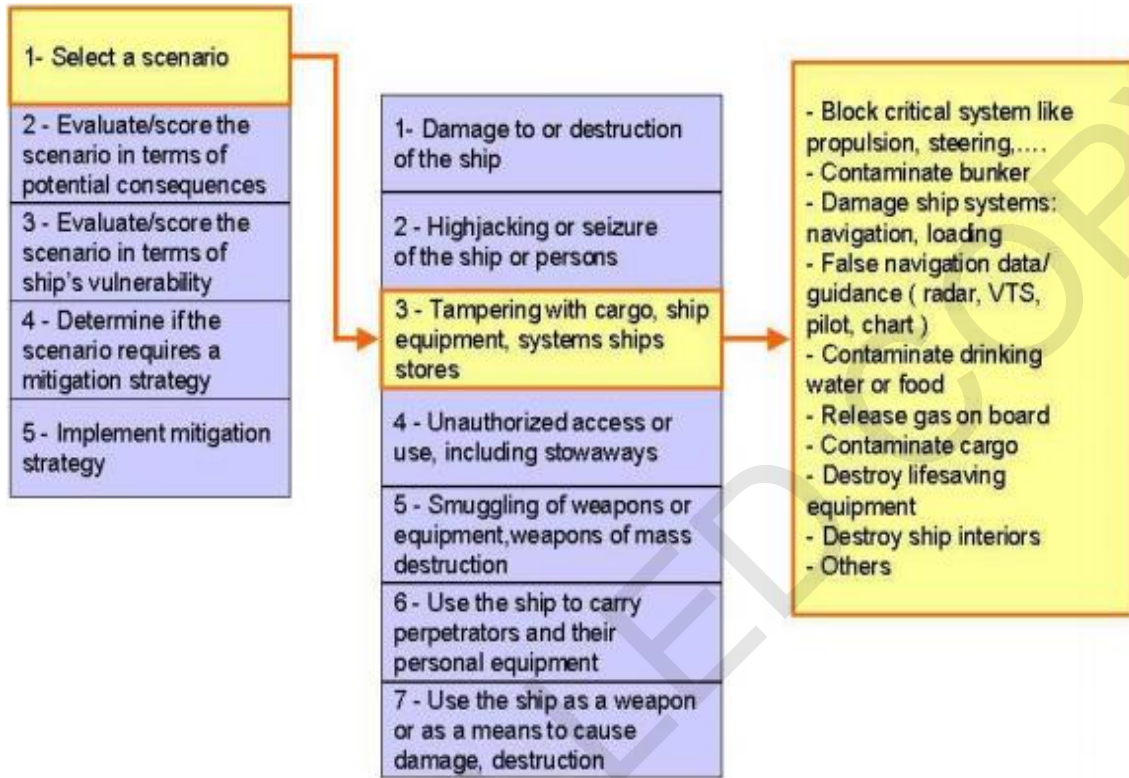 1- Select a scenario
2 - Evaluate/score the
scenario in terms of
potential consequences
3 - Evaluate/score the
scenario in terms of
ship's vulnerability
4 - Determine if the
scenario requires a
mitigation strategy
5 - Implement mitigation
strategy
1- Damage to or destruction
of the ship
2 - Highjacking or seizure
of the ship or persons
3 - Tampering with cargo, ship
equipment, systems ships
stores
4 - Unauthorized access or
use, including stowaways
5 - Smuggling of weapons or
equipment,weapons of mass
destruction
6 - Use the ship to carry
perpetrators and their
personal equipment
7 - Use the ship as a weapon
or as a means to cause
damage, destruction
- Block critical system like
propulsion, steering,....
- Contaminate bunker
- Damage ship systems:
navigation, loading
- False navigation data/
guidance ( radar, VTS,
pilot, chart )
- Contaminate drinking
water or food
- Release gas on board
- Contaminate cargo
- Destroy lifesaving
equipment
- Destroy ship interiors
- Others